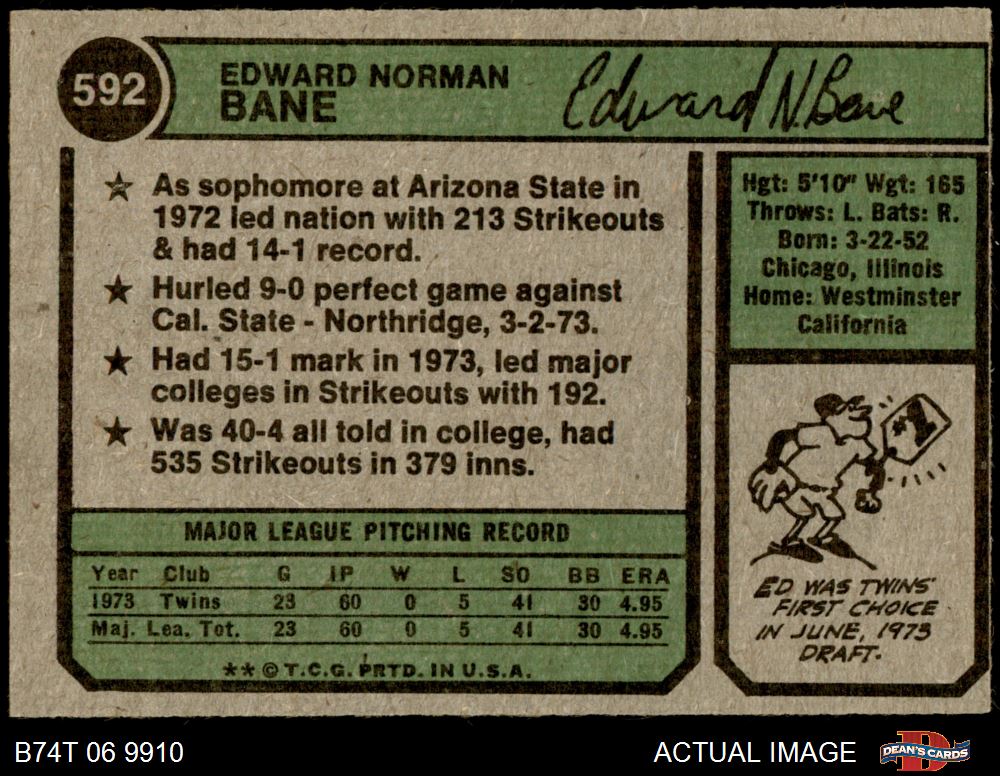 592
EDWARD NORMAN
BANE
Edward N. Bane
★ As sophomore at Arizona State in
1972 led nation with 213 Strikeouts
& had 14-1 record.
★ Hurled 9-0 perfect game against
Cal. State - Northridge, 3-2-73.
★ Had 15-1 mark in 1973, led major
colleges in Strikeouts with 192.
★ Was 40-4 all told in college, had
535 Strikeouts in 379 inns.
Hgt: 5'10" Wgt: 165
Throws: L. Bats: R.
Born: 3-22-52
Chicago, Illinois
Home: Westminster
California
MAJOR LEAGUE PITCHING RECORD
Year Club G IP W L SO BB ERA
1973 Twins 23 60 0 5 41 30 4.95
Maj. Lea. Tot. 23 60 0 5 41 30 4.95
** © T.C.G. PRTD. IN U.S.A.
#1
ED WAS TWINS'
FIRST CHOICE
IN JUNE, 1973
DRAFT.
B74T 06 9910
ACTUAL IMAGE
DEAN'S CARDS